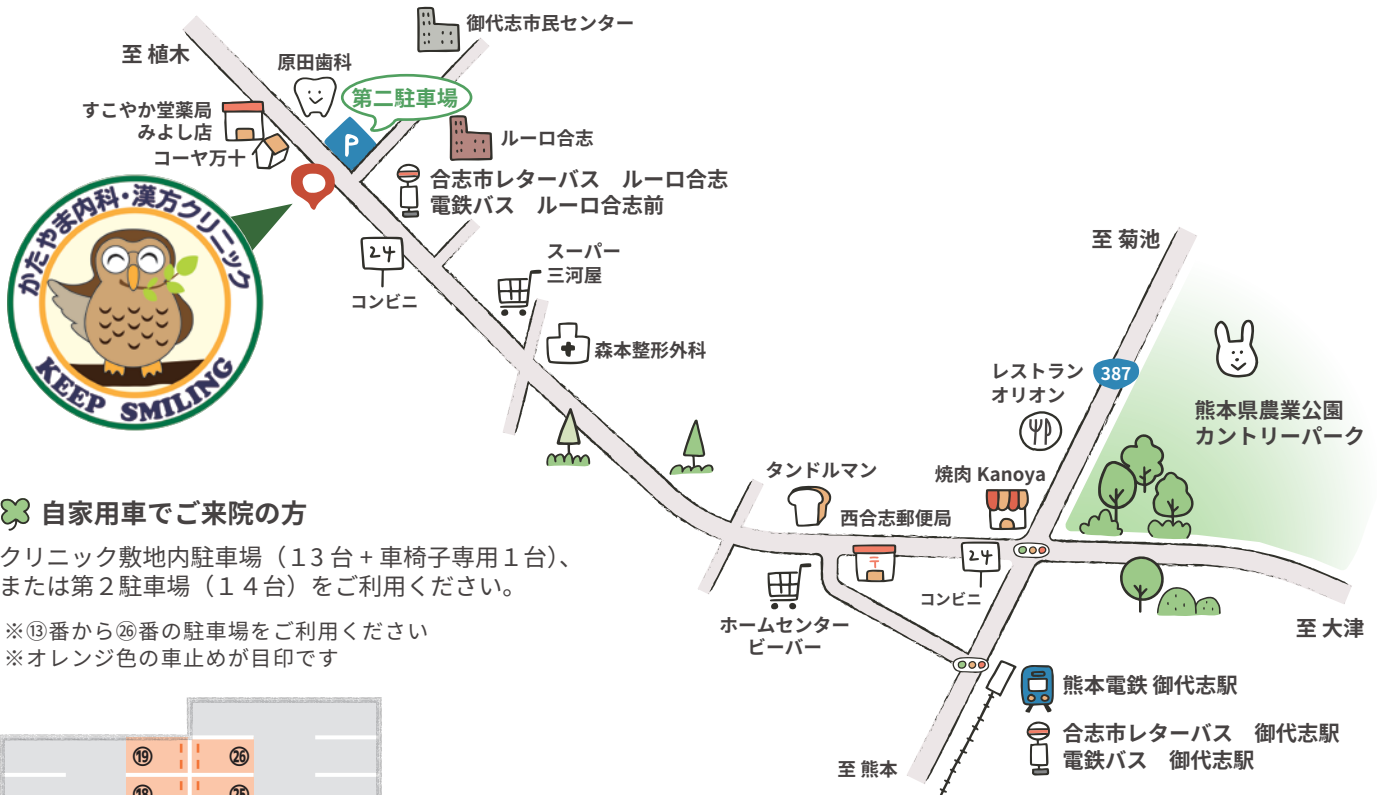 御代志市民センター
至 植木
原田歯科
第二駐車場
すこやか堂薬局
みよし店
コーヤ万十
P
ルーロ合志
合志市レターバス　ルーロ合志
電鉄バス　ルーロ合志前
かたやま内科・漢方クリニック
KEEP SMILING
24
コンビニ
スーパー
三河屋
森本整形外科
至 菊池
レストラン
オリオン
387
熊本県農業公園
カントリーパーク
タンドルマン
焼肉 Kanoya
西合志郵便局
〒
24
コンビニ
ホームセンター
ビーバー
至 大津
熊本電鉄 御代志駅
合志市レターバス　御代志駅
電鉄バス　御代志駅
至 熊本
自家用車でご来院の方
クリニック敷地内駐車場（13 台 + 車椅子専用１台）、
または第２駐車場（１４台）をご利用ください。
※⑬番から㉖番の駐車場をご利用ください
※オレンジ色の車止めが目印です
⑲ ㉖
⑱ ㉕